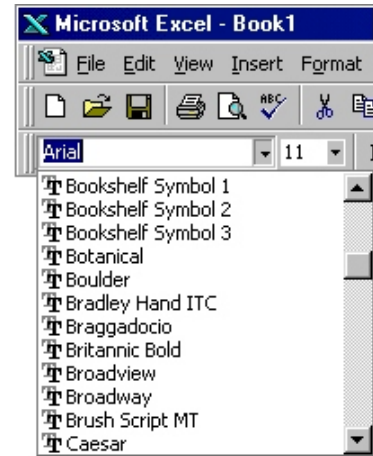 Microsoft Excel - Book1
File Edit View Insert Format
ABC
Arial 11
Bookshelf Symbol 1
Bookshelf Symbol 2
Bookshelf Symbol 3
Botanical
Boulder
Bradley Hand ITC
Braggadocio
Britannic Bold
Broadview
Broadway
Brush Script MT
Caesar